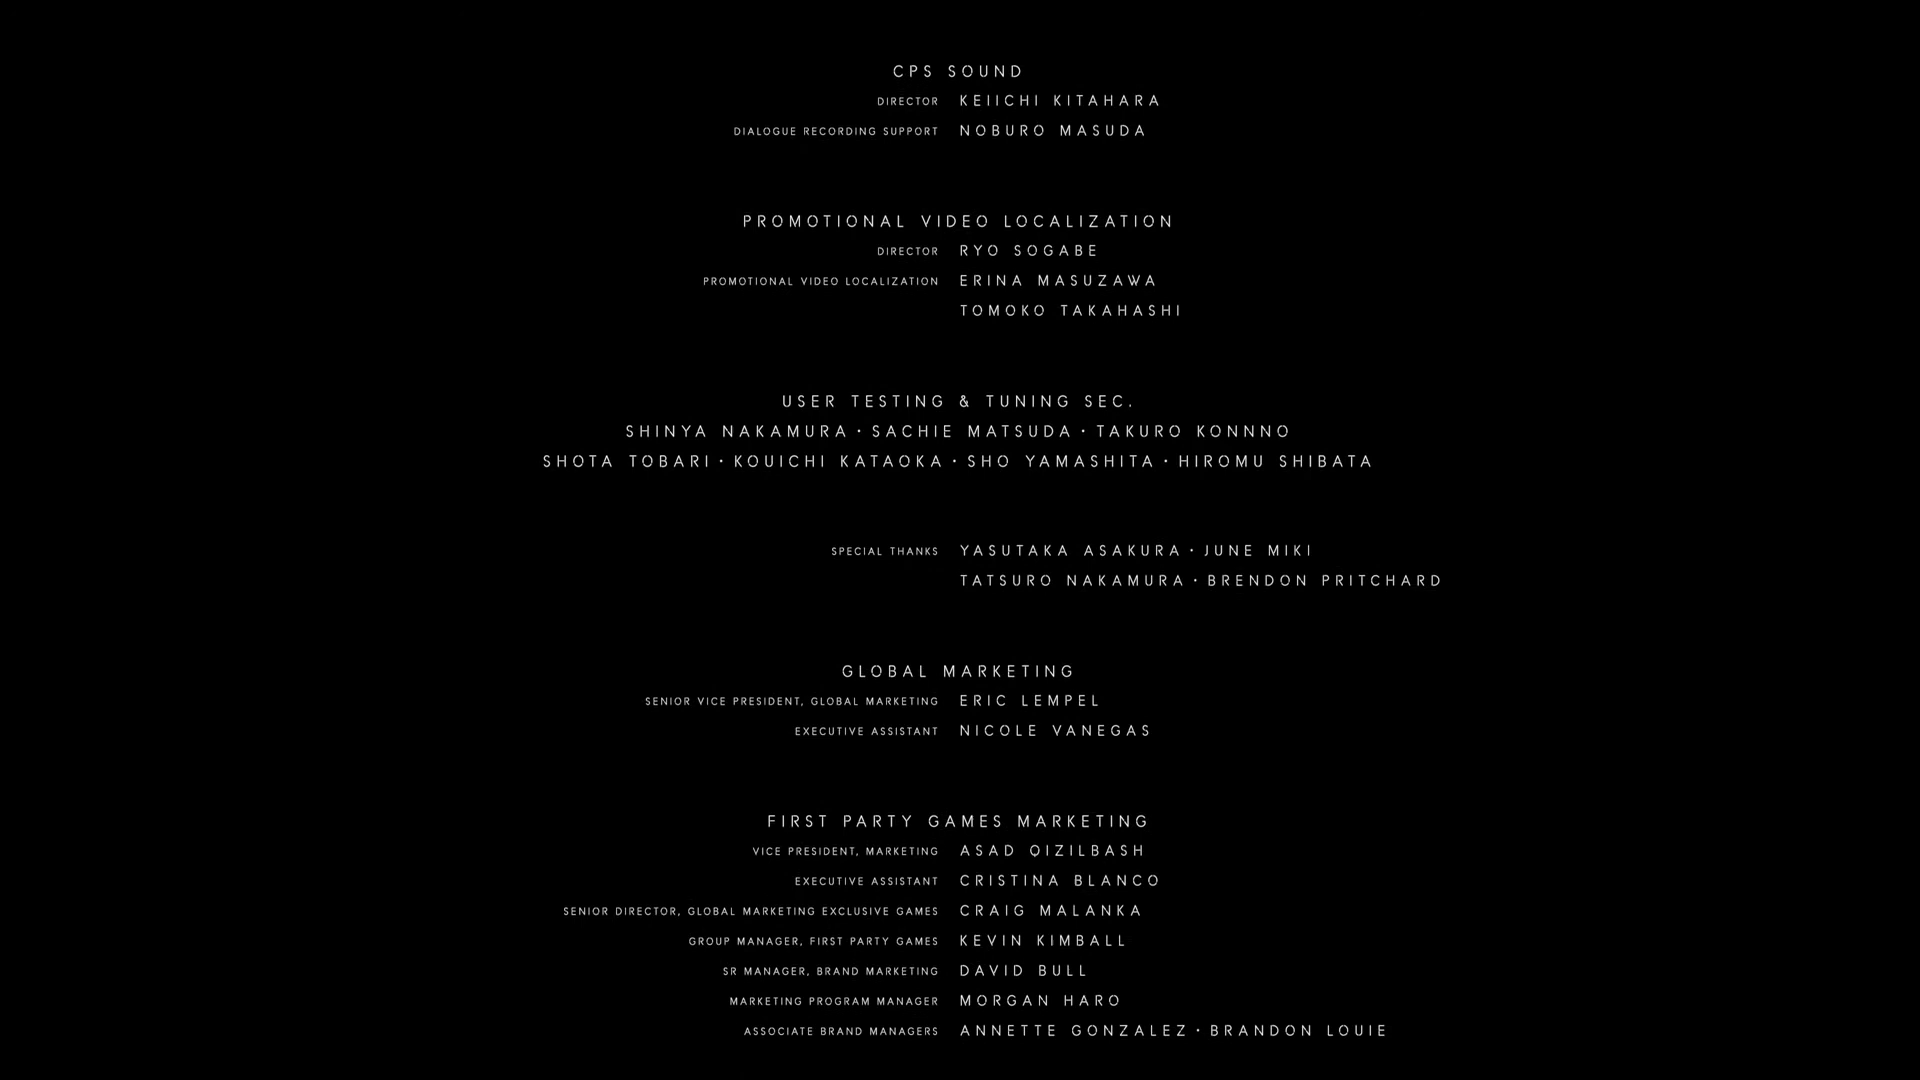 CPS SOUND
DIRECTOR KEIICHI KITAHARA
DIALOGUE RECORDING SUPPORT NOBURO MASUDA
PROMOTIONAL VIDEO LOCALIZATION
DIRECTOR RYO SOGABE
PROMOTIONAL VIDEO LOCALIZATION ERINA MASUZAWA
TOMOKO TAKAHASHI
USER TESTING & TUNING SEC.
SHINYA NAKAMURA・SACHIE MATSUDA・TAKURO KONNNO
SHOTA TOBARI・KOUICHI KATAOKA・SHO YAMASHITA・HIROMU SHIBATA
SPECIAL THANKS YASUTAKA ASAKURA・JUNE MIKI
TATSURO NAKAMURA・BRENDON PRITCHARD
GLOBAL MARKETING
SENIOR VICE PRESIDENT, GLOBAL MARKETING ERIC LEMPEL
EXECUTIVE ASSISTANT NICOLE VANEGAS
FIRST PARTY GAMES MARKETING
VICE PRESIDENT, MARKETING ASAD QIZILBASH
EXECUTIVE ASSISTANT CRISTINA BLANCO
SENIOR DIRECTOR, GLOBAL MARKETING EXCLUSIVE GAMES CRAIG MALANKA
GROUP MANAGER, FIRST PARTY GAMES KEVIN KIMBALL
SR MANAGER, BRAND MARKETING DAVID BULL
MARKETING PROGRAM MANAGER MORGAN HARO
ASSOCIATE BRAND MANAGERS ANNETTE GONZALEZ・BRANDON LOUIE